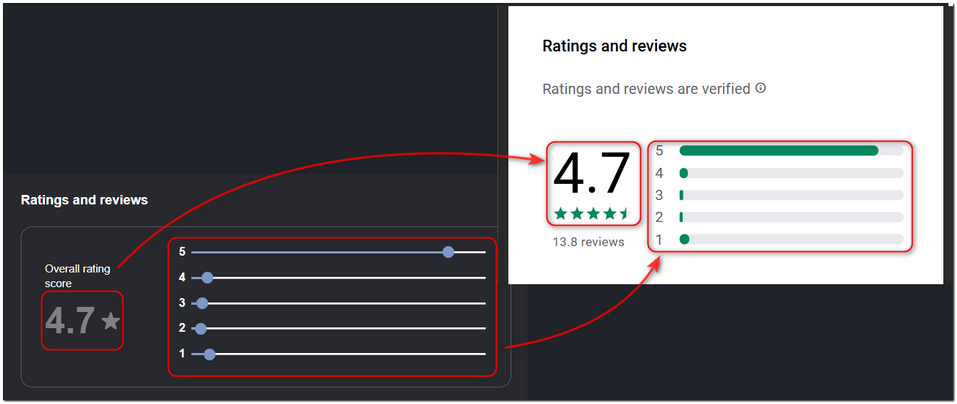 Ratings and reviews
Overall rating
score
4.7
5
4
3
2
1
Ratings and reviews
Ratings and reviews are verified
4.7
13.8 reviews
5
4
3
2
1